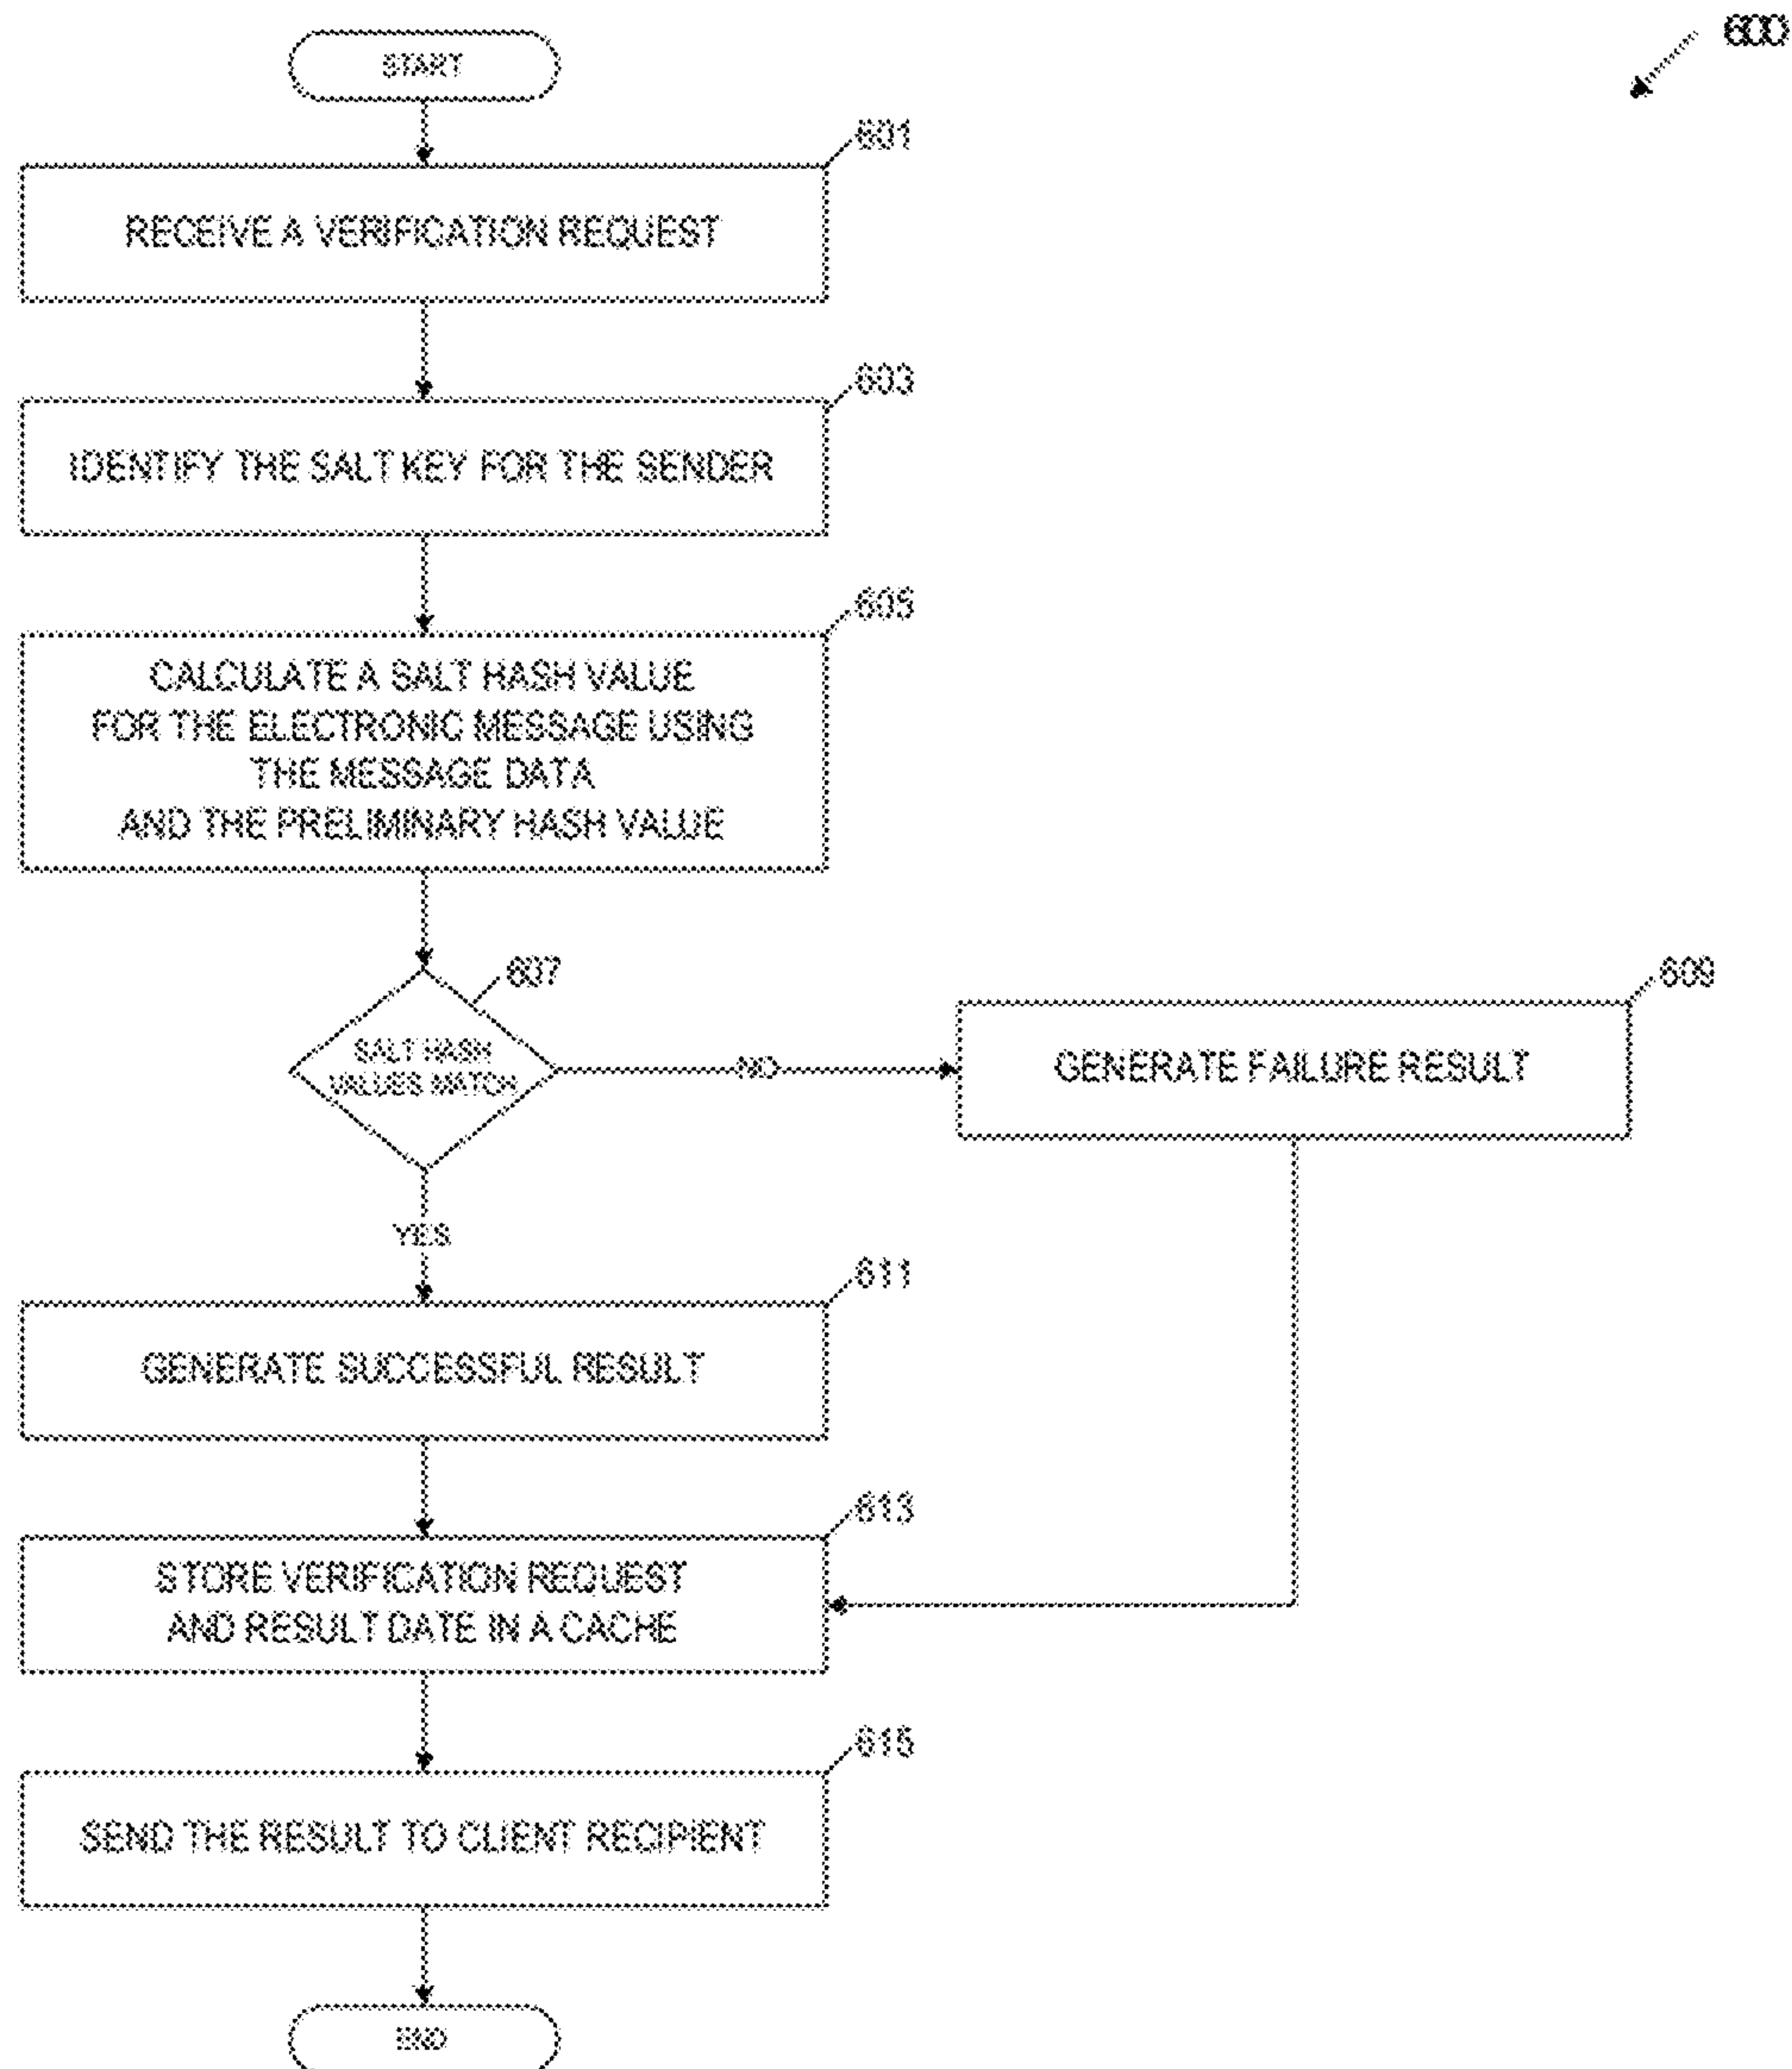 600
START
601
RECEIVE A VERIFICATION REQUEST
603
IDENTIFY THE SALT KEY FOR THE SENDER
605
CALCULATE A SALT HASH VALUE
FOR THE ELECTRONIC MESSAGE USING
THE MESSAGE DATA
AND THE PRELIMINARY HASH VALUE
607
SALT HASH
VALUES MATCH
NO
609
GENERATE FAILURE RESULT
YES
611
GENERATE SUCCESSFUL RESULT
613
STORE VERIFICATION REQUEST
AND RESULT DATE IN A CACHE
615
SEND THE RESULT TO CLIENT RECIPIENT
END